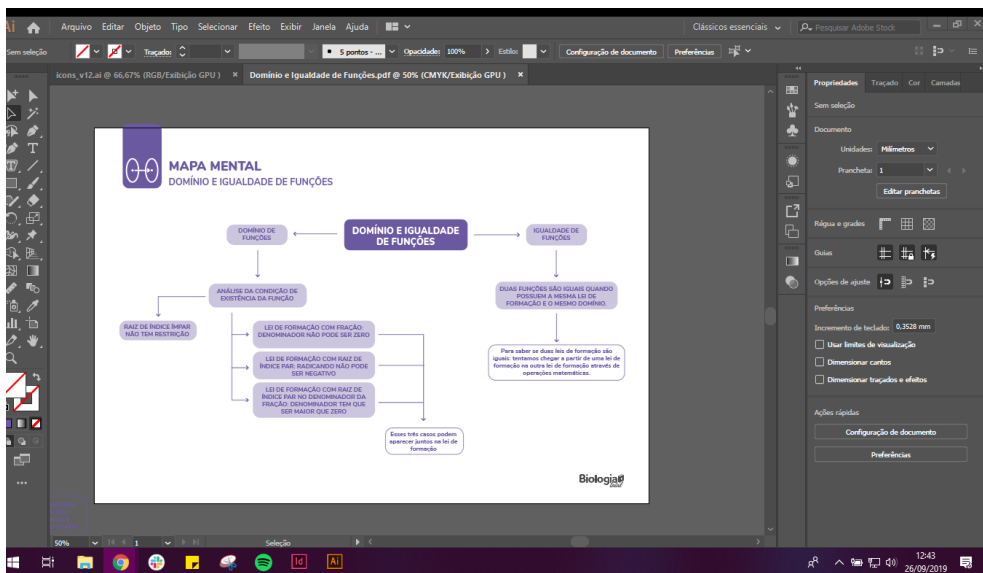 Ai
Arquivo Editar Objeto Tipo Selecionar Efeito Exibir Janela Ajuda
Clássicos essenciais
Pesquisar Adobe Stock
Sem seleção
Traçado:
5 pontos - ...
Opacidade: 100%
Estilo:
Configuração de documento
Preferências
icons_v12.ai @ 66,67% (RGB/Exibição GPU ) ×
Domínio e Igualdade de Funções.pdf @ 50% (CMYK/Exibição GPU ) ×
MAPA MENTAL
DOMÍNIO E IGUALDADE DE FUNÇÕES
DOMÍNIO E IGUALDADE
DE FUNÇÕES
DOMÍNIO DE
FUNÇÕES
ANÁLISE DA CONDIÇÃO DE
EXISTÊNCIA DA FUNÇÃO
RAIZ DE ÍNDICE ÍMPAR
NÃO TEM RESTRIÇÃO
LEI DE FORMAÇÃO COM FRAÇÃO:
DENOMINADOR NÃO PODE SER ZERO
LEI DE FORMAÇÃO COM RAIZ DE
ÍNDICE PAR: RADICANDO NÃO PODE
SER NEGATIVO
LEI DE FORMAÇÃO COM RAIZ DE
ÍNDICE PAR NO DENOMINADOR DA
FRAÇÃO: DENOMINADOR TEM QUE
SER MAIOR QUE ZERO
Esses três casos podem
aparecer juntos na lei de
formação
IGUALDADE DE
FUNÇÕES
DUAS FUNÇÕES SÃO IGUAIS QUANDO
POSSUEM A MESMA LEI DE
FORMAÇÃO E O MESMO DOMÍNIO.
Para saber se duas leis de formação são
iguais: tentamos chegar a partir de uma lei de
formação na outra lei de formação através de
operações matemáticas.
Biologia
Propriedades Traçado Cor Camadas
Sem seleção
Documento
Unidades: Milímetros
Prancheta: 1
Editar pranchetas
Régua e grades
Guias
Opções de ajuste
Preferências
Incremento de teclado: 0,3528 mm
Usar limites de visualização
Dimensionar cantos
Dimensionar traçados e efeitos
Ações rápidas
Configuração de documento
Preferências
50%
1
Seleção
Id
Ai
12:43
26/09/2019